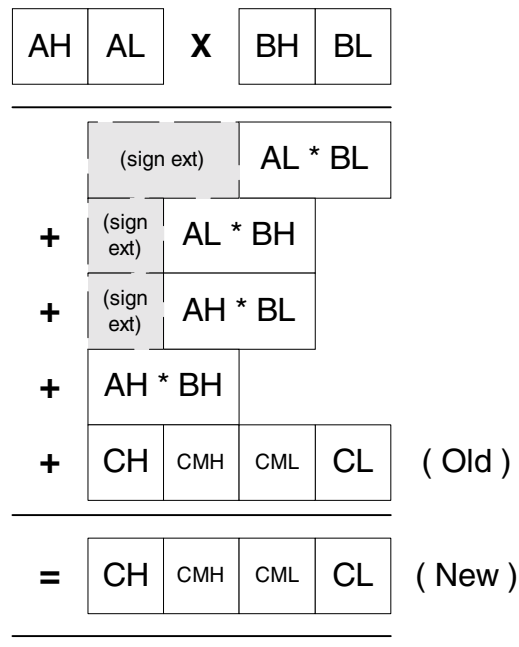 AH AL X BH BL
(sign ext) AL * BL
+ (sign ext) AL * BH
+ (sign ext) AH * BL
+ AH * BH
+ CH CMH CML CL ( Old )
= CH CMH CML CL ( New )